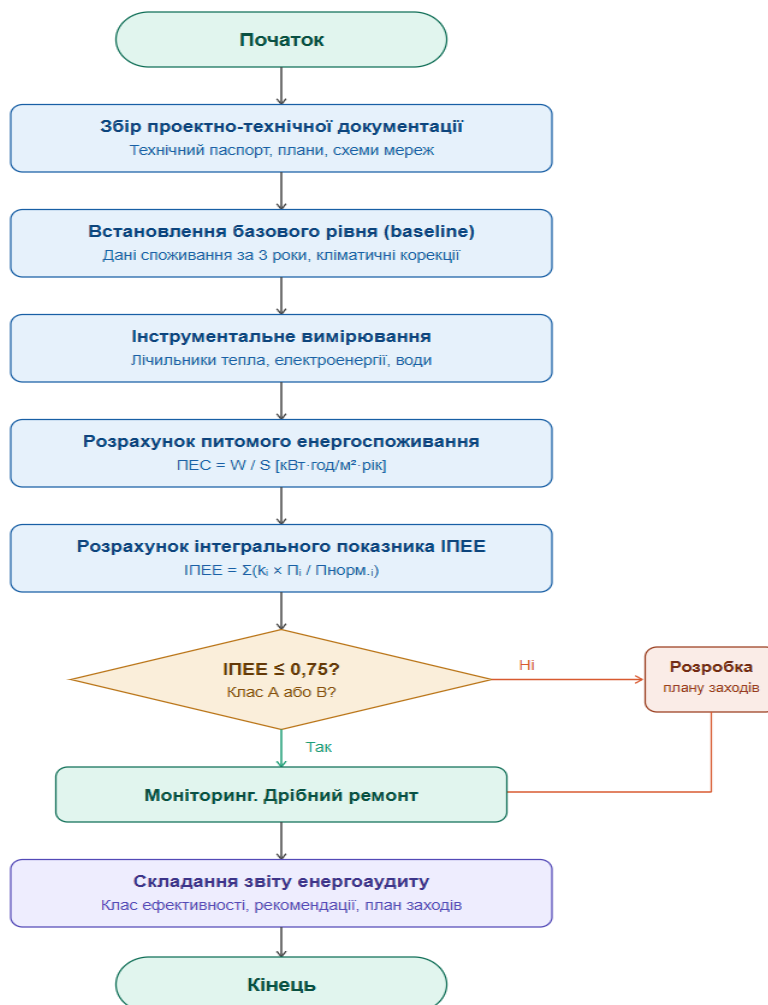 Початок
Збір проектно-технічної документації
Технічний паспорт, плани, схеми мереж
Встановлення базового рівня (baseline)
Дані споживання за 3 роки, кліматичні корекції
Інструментальне вимірювання
Лічильники тепла, електроенергії, води
Розрахунок питомого енергоспоживання
ПЕС = W / S [кВт·год/м²·рік]
Розрахунок інтегрального показника ІПЕЕ
ІПЕЕ = Σ(kᵢ × Пᵢ / Пнорм.ᵢ)
ІПЕЕ ≤ 0,75?
Клас А або В?
Ні
Розробка
плану заходів
Так
Моніторинг. Дрібний ремонт
Складання звіту енергоаудиту
Клас ефективності, рекомендації, план заходів
Кінець